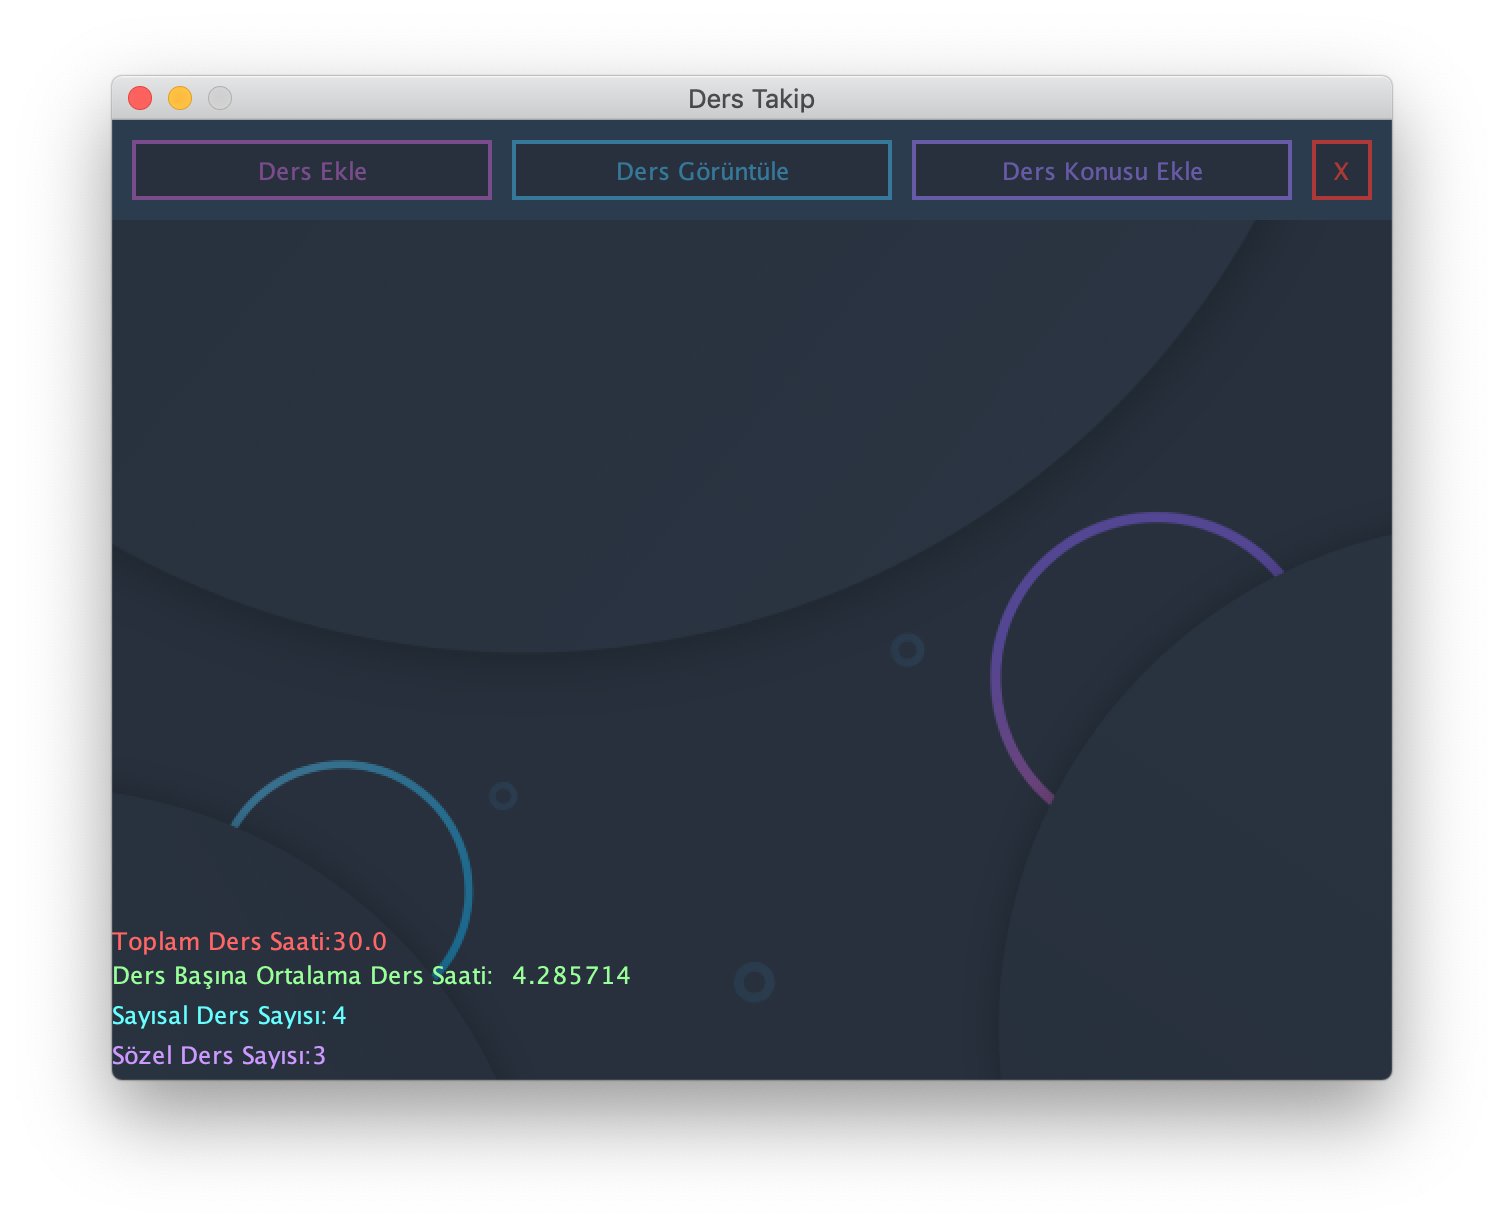 Ders Takip
Ders Ekle
Ders Görüntüle
Ders Konusu Ekle
X
Toplam Ders Saati:30.0
Ders Başına Ortalama Ders Saati: 4.285714
Sayısal Ders Sayısı: 4
Sözel Ders Sayısı:3